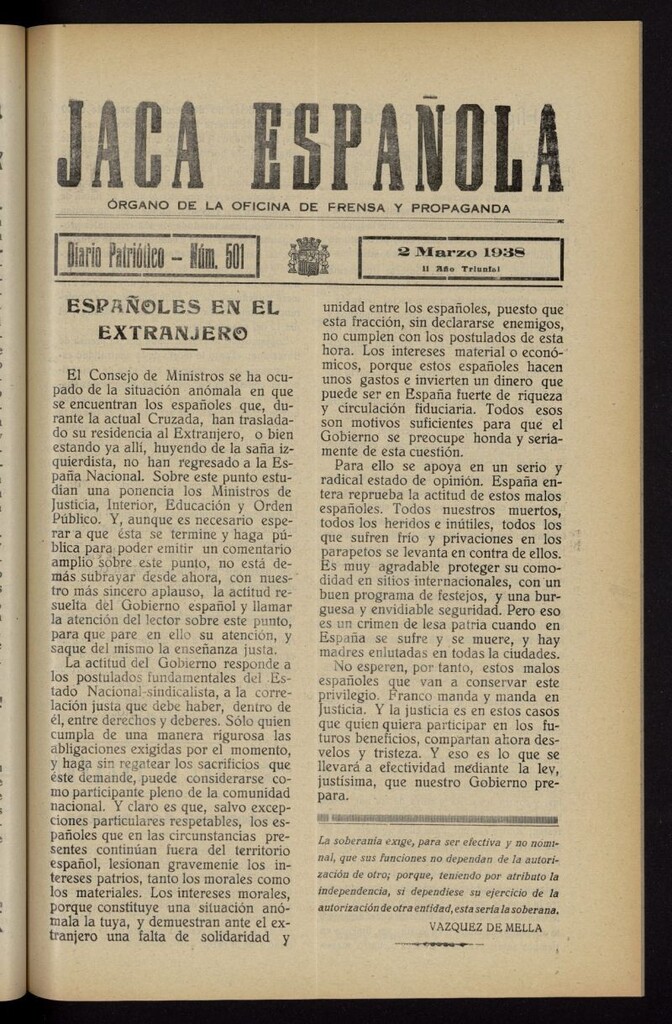 JACA ESPAÑOLA
ÓRGANO DE LA OFICINA DE FRENSA Y PROPAGANDA
Diario Patriótico — Núm. 501
2 Marzo 1938
II Año Triunfal
ESPAÑOLES EN EL
EXTRANJERO
El Consejo de Ministros se ha ocu-
pado de la situación anómala en que
se encuentran los españoles que, du-
rante la actual Cruzada, han traslada-
do su residencia al Extranjero, o bien
estando ya allí, huyendo de la saña iz-
quierdista, no han regresado a la Es-
paña Nacional. Sobre este punto estu-
dian una ponencia los Ministros de
Justicia, Interior, Educación y Orden
Público. Y, aunque es necesario espe-
rar a que ésta se termine y haga pú-
blica para poder emitir un comentario
amplio sobre este punto, no está de-
más subrayar desde ahora, con nues-
tro más sincero aplauso, la actitud re-
suelta del Gobierno español y llamar
la atención del lector sobre este punto,
para que pare en ello su atención, y
saque del mismo la enseñanza justa.
La actitud del Gobierno responde a
los postulados fundamentales del Es-
tado Nacional-sindicalista, a la corre-
lación justa que debe haber, dentro de
él, entre derechos y deberes. Sólo quien
cumpla de una manera rigurosa las
abligaciones exigidas por el momento,
y haga sin regatear los sacrificios que
éste demande, puede considerarse co-
mo participante pleno de la comunidad
nacional. Y claro es que, salvo excep-
ciones particulares respetables, los es-
pañoles que en las circunstancias pre-
sentes continúan fuera del territorio
español, lesionan gravemenie los in-
tereses patrios, tanto los morales como
los materiales. Los intereses morales,
porque constituye una situación anó-
mala la tuya, y demuestran ante el ex-
tranjero una falta de solidaridad y
unidad entre los españoles, puesto que
esta fracción, sin declararse enemigos,
no cumplen con los postulados de esta
hora. Los intereses material o econó-
micos, porque estos españoles hacen
unos gastos e invierten un dinero que
puede ser en España fuerte de riqueza
y circulación fiduciaria. Todos esos
son motivos suficientes para que el
Gobierno se preocupe honda y seria-
mente de esta cuestión.
Para ello se apoya en un serio y
radical estado de opinión. España en-
tera reprueba la actitud de estos malos
españoles. Todos nuestros muertos,
todos los heridos e inútiles, todos los
que sufren frío y privaciones en los
parapetos se levanta en contra de ellos.
Es muy agradable proteger su como-
didad en sitios internacionales, con un
buen programa de festejos, y una bur-
guesa y envidiable seguridad. Pero eso
es un crimen de lesa patria cuando en
España se sufre y se muere, y hay
madres enlutadas en todas la ciudades.
No esperen, por tanto, estos malos
españoles que van a conservar este
privilegio. Franco manda y manda en
Justicia. Y la justicia es en estos casos
que quien quiera participar en los fu-
turos beneficios, compartan ahora des-
velos y tristeza. Y eso es lo que se
llevará a efectividad mediante la ley,
justísima, que nuestro Gobierno pre-
para.
La soberanía exige, para ser efectiva y no nomi-
nal, que sus funciones no dependan de la autori-
zación de otro; porque, teniendo por atributo la
independencia, si dependiese su ejercicio de la
autorización de otra entidad, esta sería la soberana.
VAZQUEZ DE MELLA